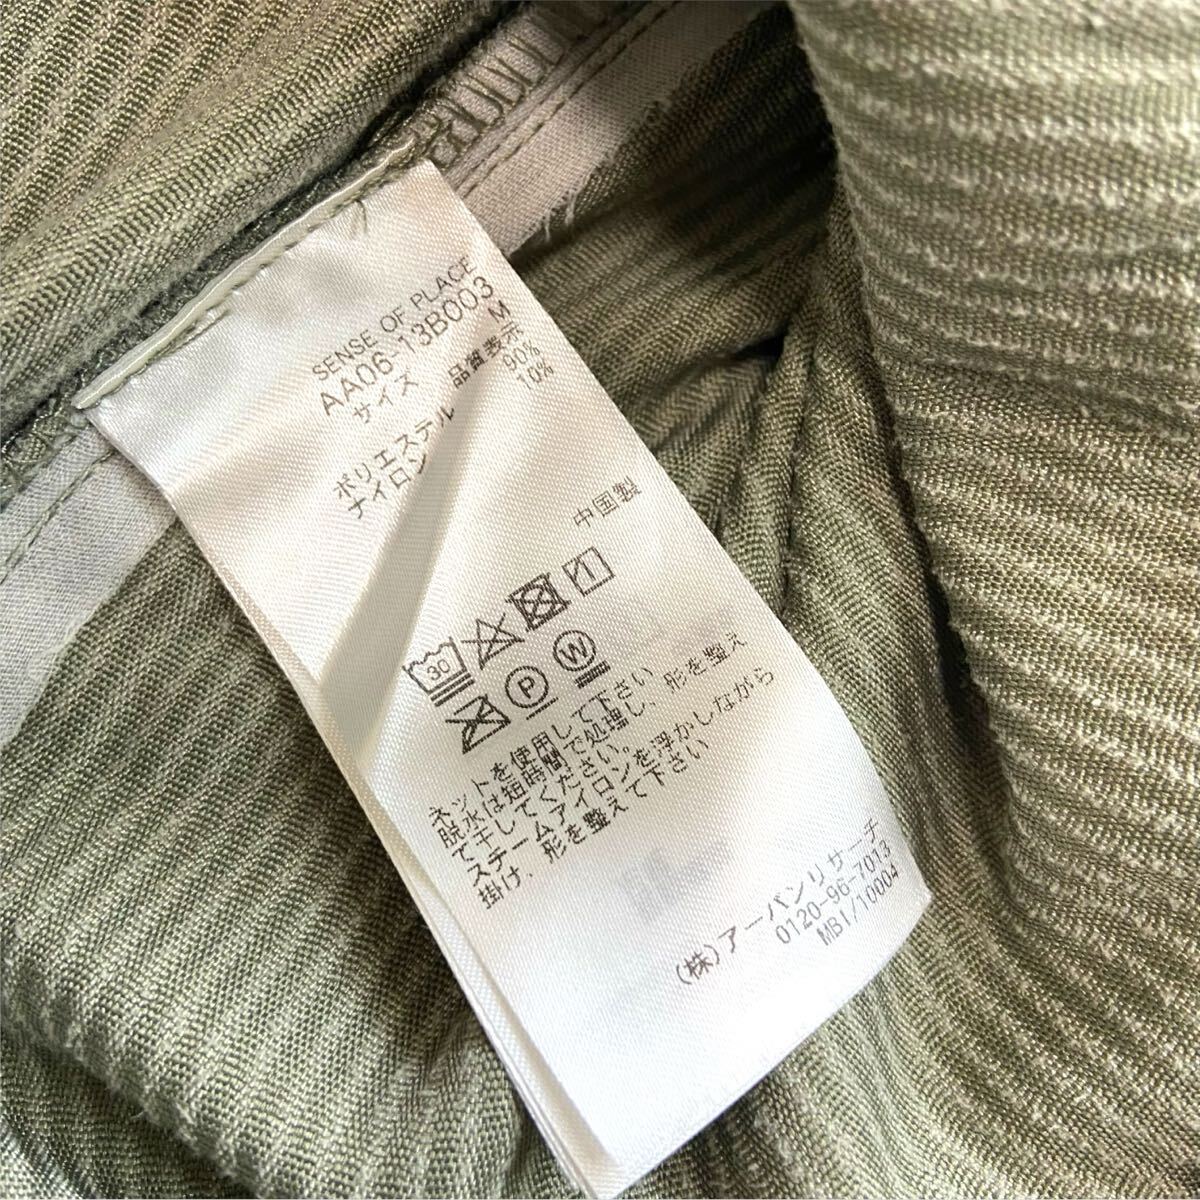 SENSE OF PLACE
AA06-13B003
サイズ M
品質表示
ポリエステル 90%
ナイロン 10%
中国製
30
P W
ネットを使用して下さい
脱水は短時間で処理し、形を整え
て干してください。
スチームアイロンを浮かしながら
掛け、形を整えて下さい
(株)アーバンリサーチ
0120-96-7013
MBI/10004